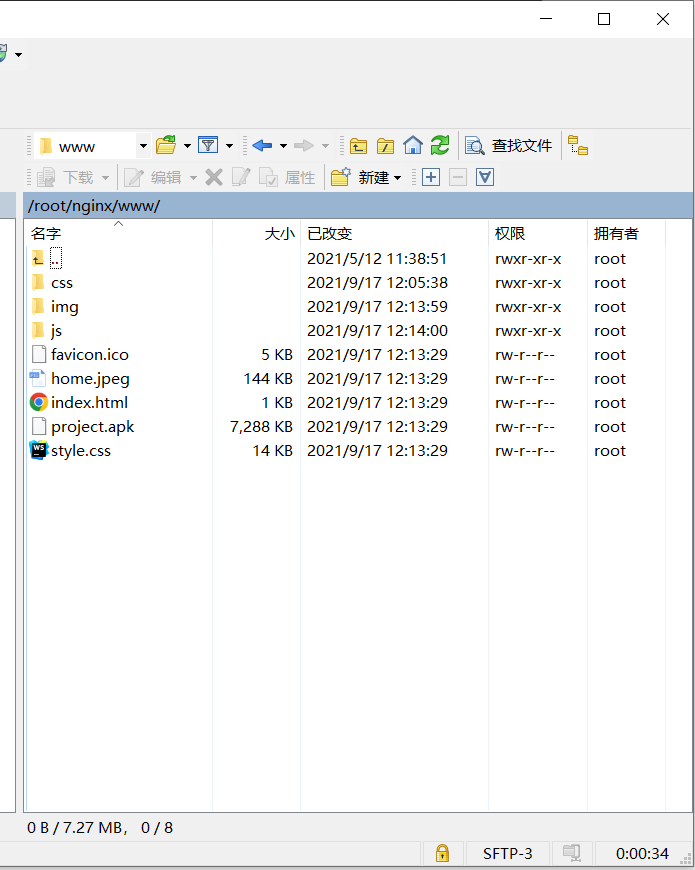 www 查找文件
下载 编辑 属性 新建
/root/nginx/www/
名字 大小 已改变 权限 拥有者
.. 2021/5/12 11:38:51 rwxr-xr-x root
css 2021/9/17 12:05:38 rwxr-xr-x root
img 2021/9/17 12:13:59 rwxr-xr-x root
js 2021/9/17 12:14:00 rwxr-xr-x root
favicon.ico 5 KB 2021/9/17 12:13:29 rw-r--r-- root
home.jpeg 144 KB 2021/9/17 12:13:29 rw-r--r-- root
index.html 1 KB 2021/9/17 12:13:29 rw-r--r-- root
project.apk 7,288 KB 2021/9/17 12:13:29 rw-r--r-- root
WS style.css 14 KB 2021/9/17 12:13:29 rw-r--r-- root
0 B / 7.27 MB， 0 / 8
SFTP-3 0:00:34